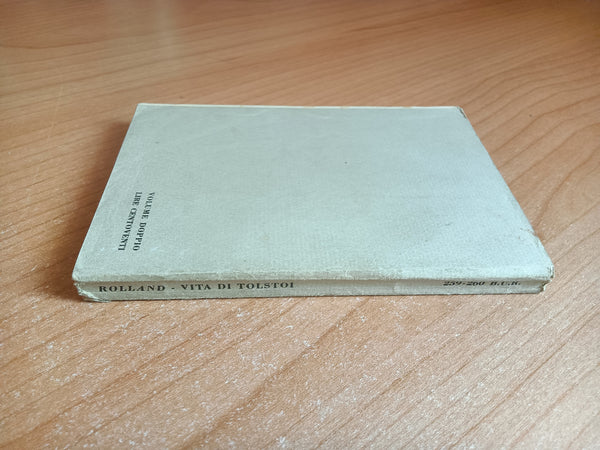 VOLUME DOPPIO
LIRE CENTOVENTI
ROLLAND - VITA DI TOLSTOI
259-260 B.U.R.